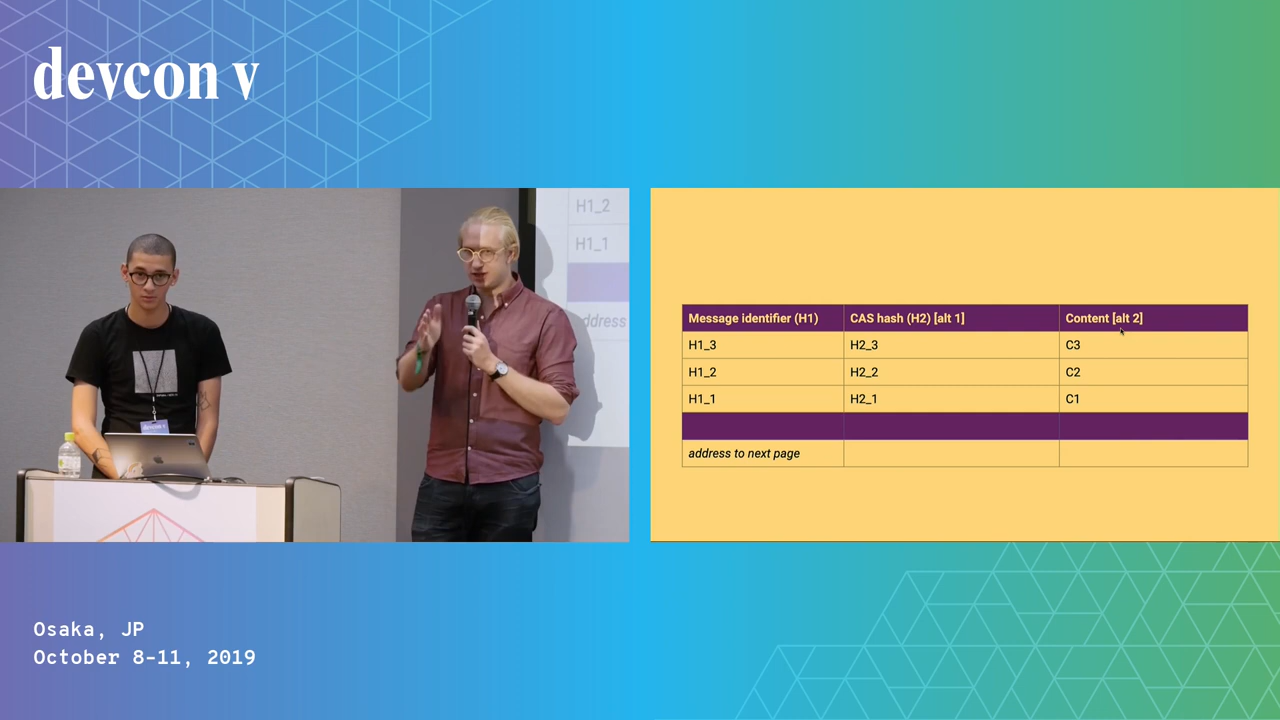 devcon v
H1_2
H1_1
address
Message identifier (H1) CAS hash (H2) [alt 1] Content [alt 2]
H1_3 H2_3 C3
H1_2 H2_2 C2
H1_1 H2_1 C1
address to next page
devcon v
Osaka, JP
October 8-11, 2019